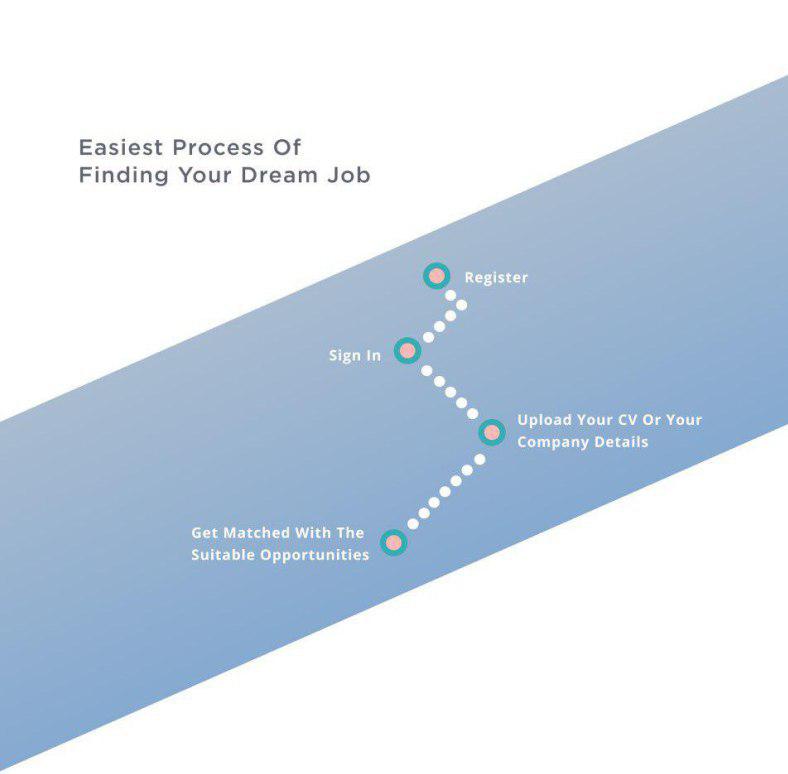 Easiest Process Of
Finding Your Dream Job
Register
Sign In
Upload Your CV Or Your
Company Details
Get Matched With The
Suitable Opportunities